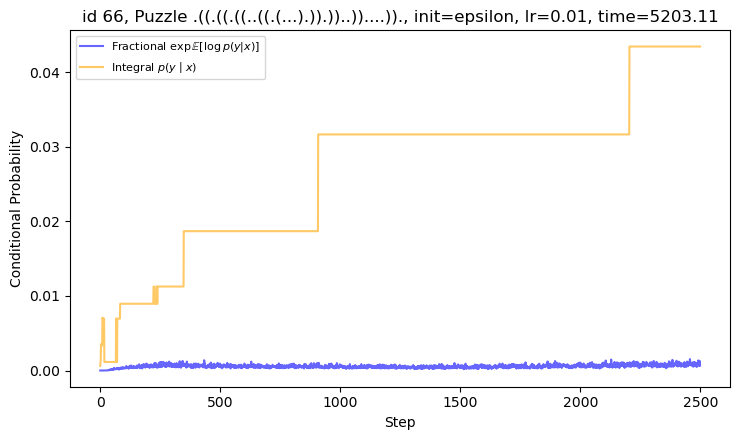 id 66, Puzzle .((.((.((..((.(...).)).))..))....))., init=epsilon, lr=0.01, time=5203.11
Fractional exp𝔼[log p(y|x)]
Integral p(y | x)
0.04
0.03
0.02
0.01
0.00
Conditional Probability
0
500
1000
1500
2000
2500
Step